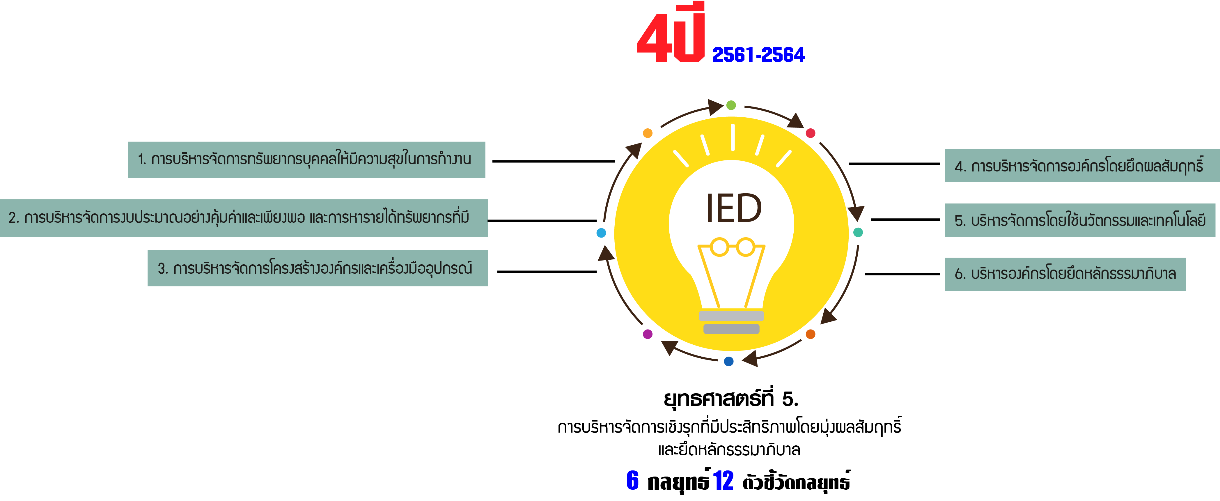 4ปี 2561-2564
1. การบริหารจัดการทรัพยากรบุคคลให้มีความสุขในการทำงาน
2. การบริหารจัดการงบประมาณอย่างคุ้มค่าและเพียงพอ และการหารายได้ทรัพยากรที่มี
3. การบริหารจัดการโครงสร้างองค์กรและเครื่องมืออุปกรณ์
IED
4. การบริหารจัดการองค์กรโดยยึดผลสัมฤทธิ์
5. บริหารจัดการโดยใช้นวัตกรรมและเทคโนโลยี
6. บริหารองค์กรโดยยึดหลักธรรมาภิบาล
ยุทธศาสตร์ที่ 5.
การบริหารจัดการเชิงรุกที่มีประสิทธิภาพโดยมุ่งผลสัมฤทธิ์
และยึดหลักธรรมาภิบาล
6 กลยุทธ์ 12 ตัวชี้วัดกลยุทธ์